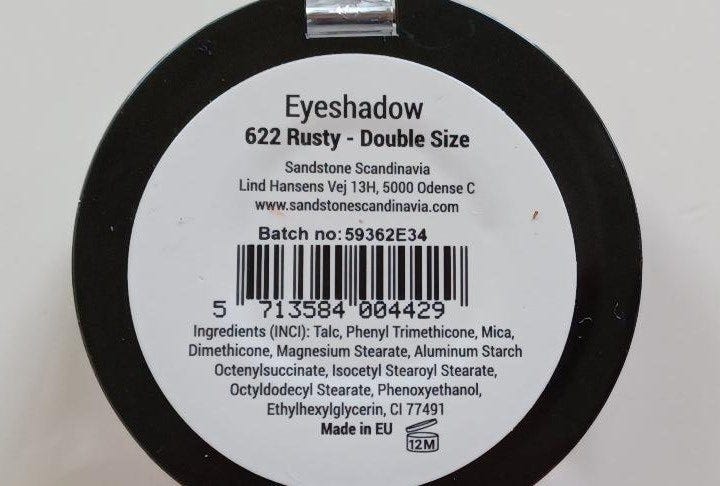 Eyeshadow
622 Rusty - Double Size
Sandstone Scandinavia
Lind Hansens Vej 13H, 5000 Odense C
www.sandstonescandinavia.com
Batch no:59362E34
5 713584 004429
Ingredients (INCI): Talc, Phenyl Trimethicone, Mica,
Dimethicone, Magnesium Stearate, Aluminum Starch
Octenylsuccinate, Isocetyl Stearoyl Stearate,
Octyldodecyl Stearate, Phenoxyethanol,
Ethylhexylglycerin, CI 77491
Made in EU 12M